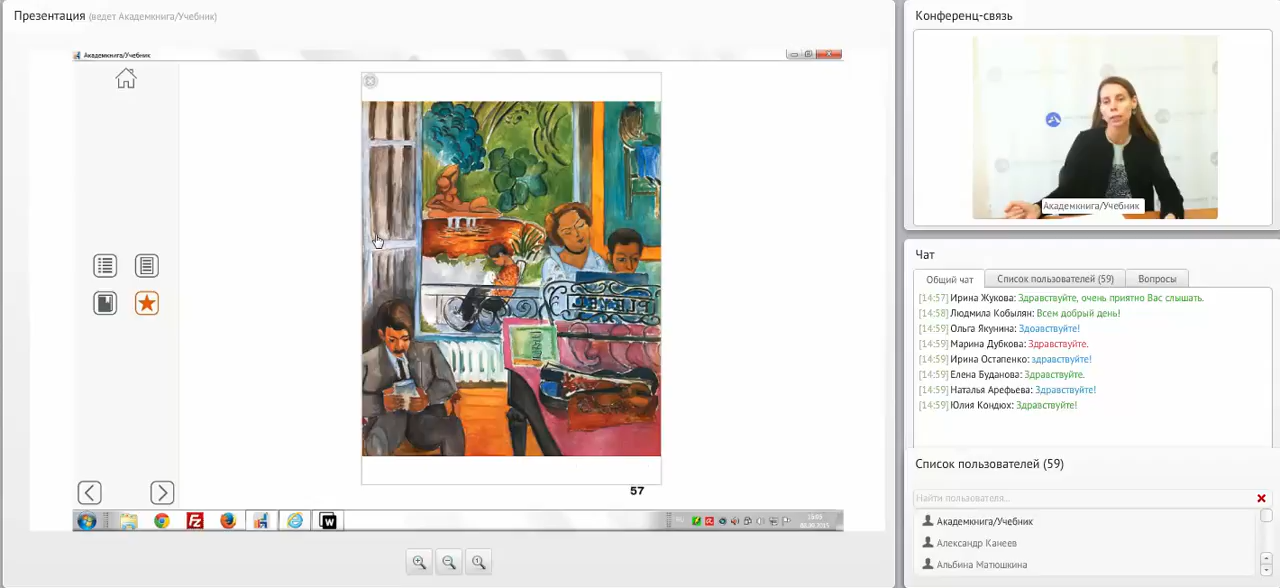 Презентация (ведет Академкнига/Учебник)
Академкнига/Учебник
57
W
Конференц-связь
Академкнига/Учебник
Чат
Общий чат
Список пользователей (59)
Вопросы
[14:57] Ирина Жукова: Здравствуйте, очень приятно Вас слышать.
[14:58] Людмила Кобылян: Всем добрый день!
[14:59] Ольга Якунина: Здоавствуйте!
[14:59] Марина Дубкова: Здравствуйте.
[14:59] Ирина Остапенко: здравствуйте!
[14:59] Елена Буданова: Здравствуйте.
[14:59] Наталья Арефьева: Здравствуйте!
[14:59] Юлия Кондюх: Здравствуйте!
Список пользователей (59)
Найти пользователя...
Академкнига/Учебник
Александр Канеев
Альбина Матюшкина